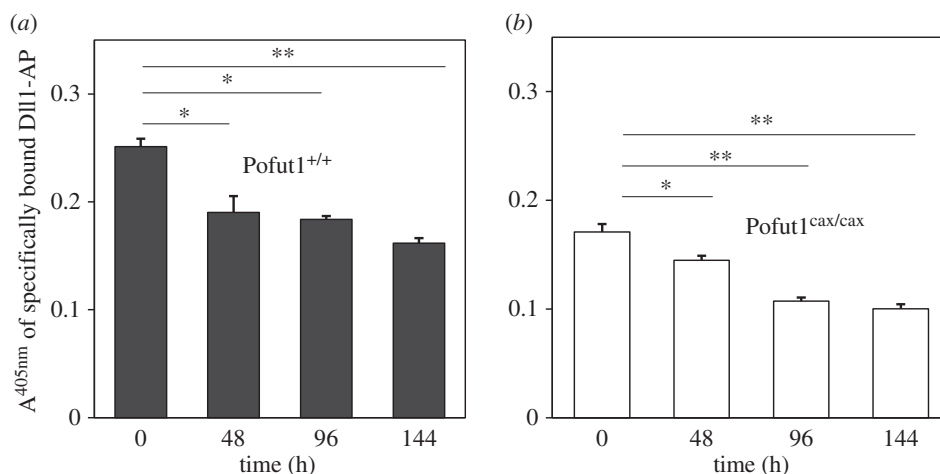 (a)
A405nm of specifically bound Dll1-AP
0.3
0.2
0.1
0
**
*
*
Pofut1+/+
0 48 96 144
time (h)
(b)
0.3
0.2
0.1
0
**
**
*
Pofut1cax/cax
0 48 96 144
time (h)